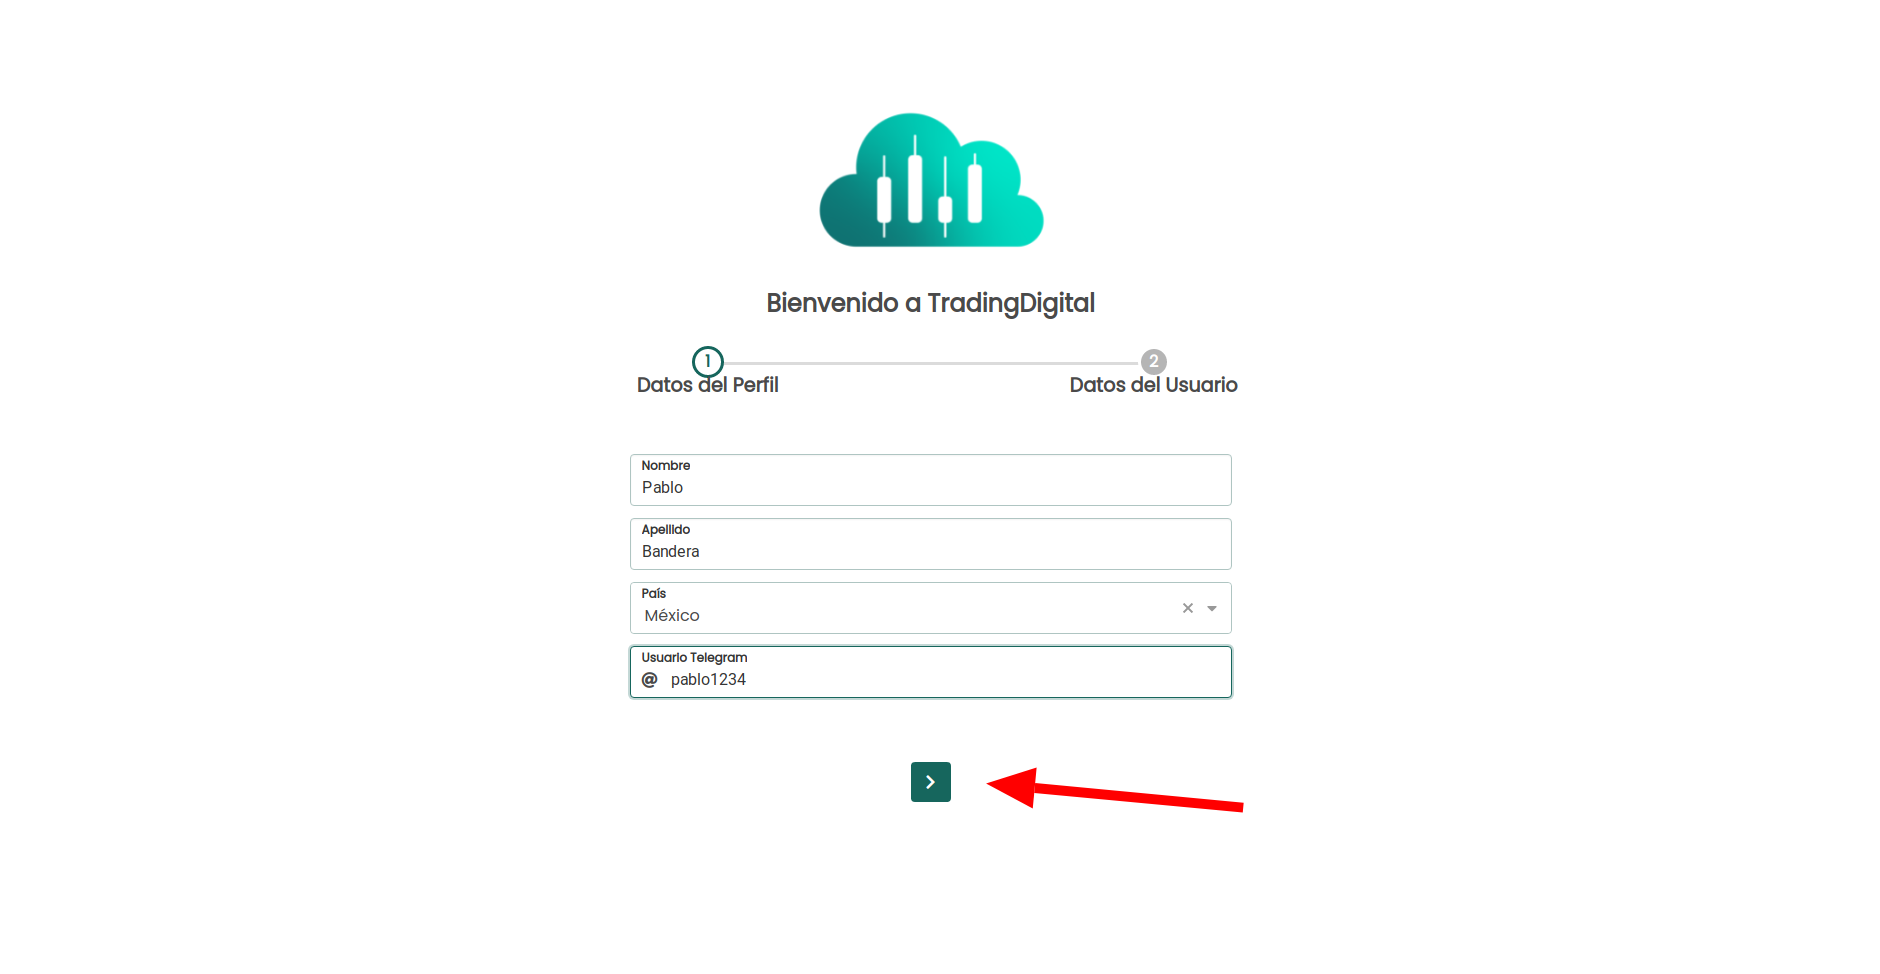 Bienvenido a TradingDigital
1
2
Datos del Perfil
Datos del Usuario
Nombre
Pablo
Apellido
Bandera
País
México
Usuario Telegram
@ pablo1234